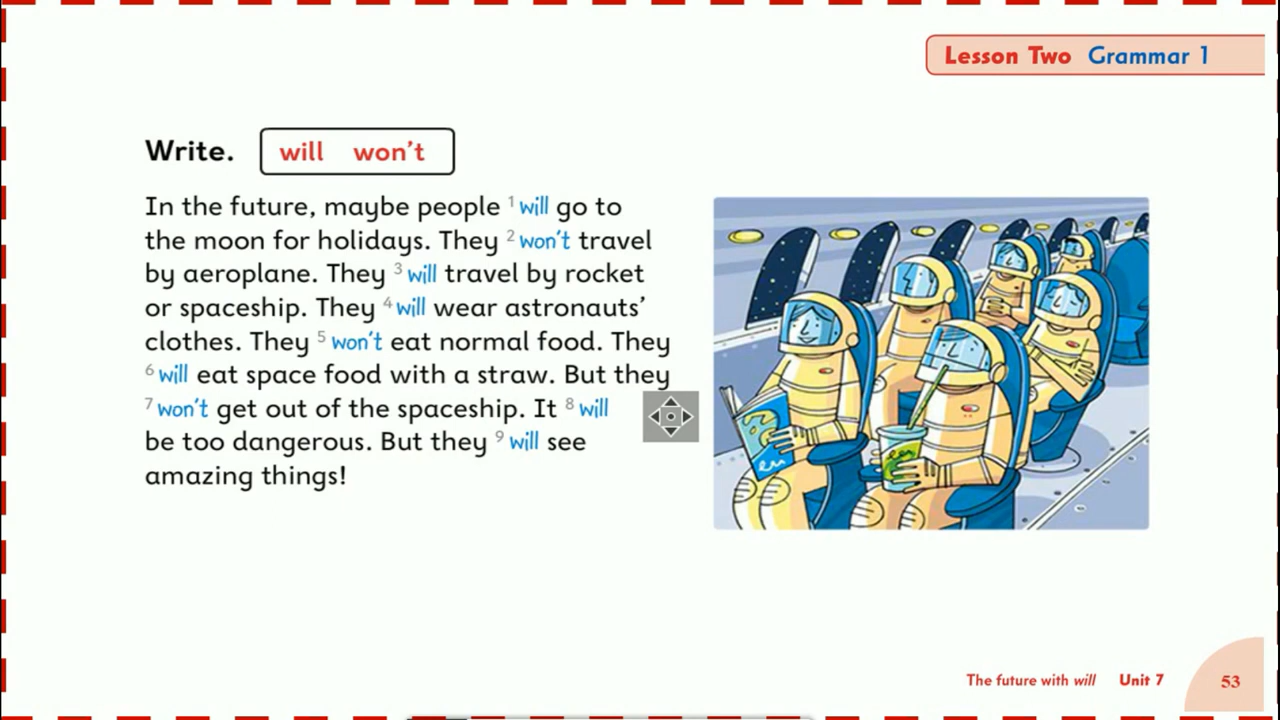 Lesson Two Grammar 1
Write. will won't
In the future, maybe people 1 will go to
the moon for holidays. They 2 won't travel
by aeroplane. They 3 will travel by rocket
or spaceship. They 4 will wear astronauts'
clothes. They 5 won't eat normal food. They
6 will eat space food with a straw. But they
7 won't get out of the spaceship. It 8 will
be too dangerous. But they 9 will see
amazing things!
The future with will Unit 7 53